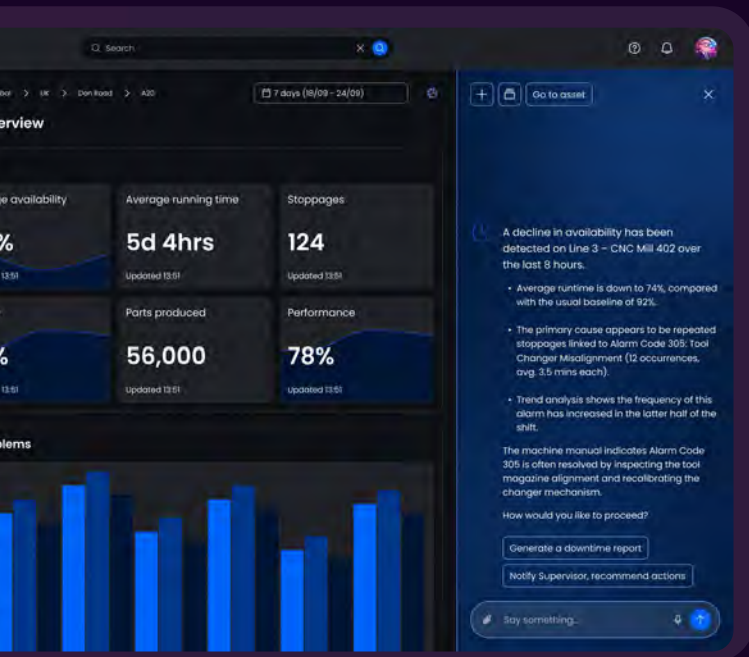 Search
> UK > Don Road > A20
7 days (18/09 - 24/09)
Go to asset
erview
e availability
Average running time
Stoppages
%
5d 4hrs
124
13:51
Updated 13:51
Updated 13:51
Parts produced
Performance
%
56,000
78%
13:51
Updated 13:51
Updated 13:51
blems
A decline in availability has been
detected on Line 3 – CNC Mill 402 over
the last 8 hours.
• Average runtime is down to 74%, compared
with the usual baseline of 92%.
• The primary cause appears to be repeated
stoppages linked to Alarm Code 305: Tool
Changer Misalignment (12 occurrences,
avg. 3.5 mins each).
• Trend analysis shows the frequency of this
alarm has increased in the latter half of the
shift.
The machine manual indicates Alarm Code
305 is often resolved by inspecting the tool
magazine alignment and recalibrating the
changer mechanism.
How would you like to proceed?
Generate a downtime report
Notify Supervisor, recommend actions
Say something...